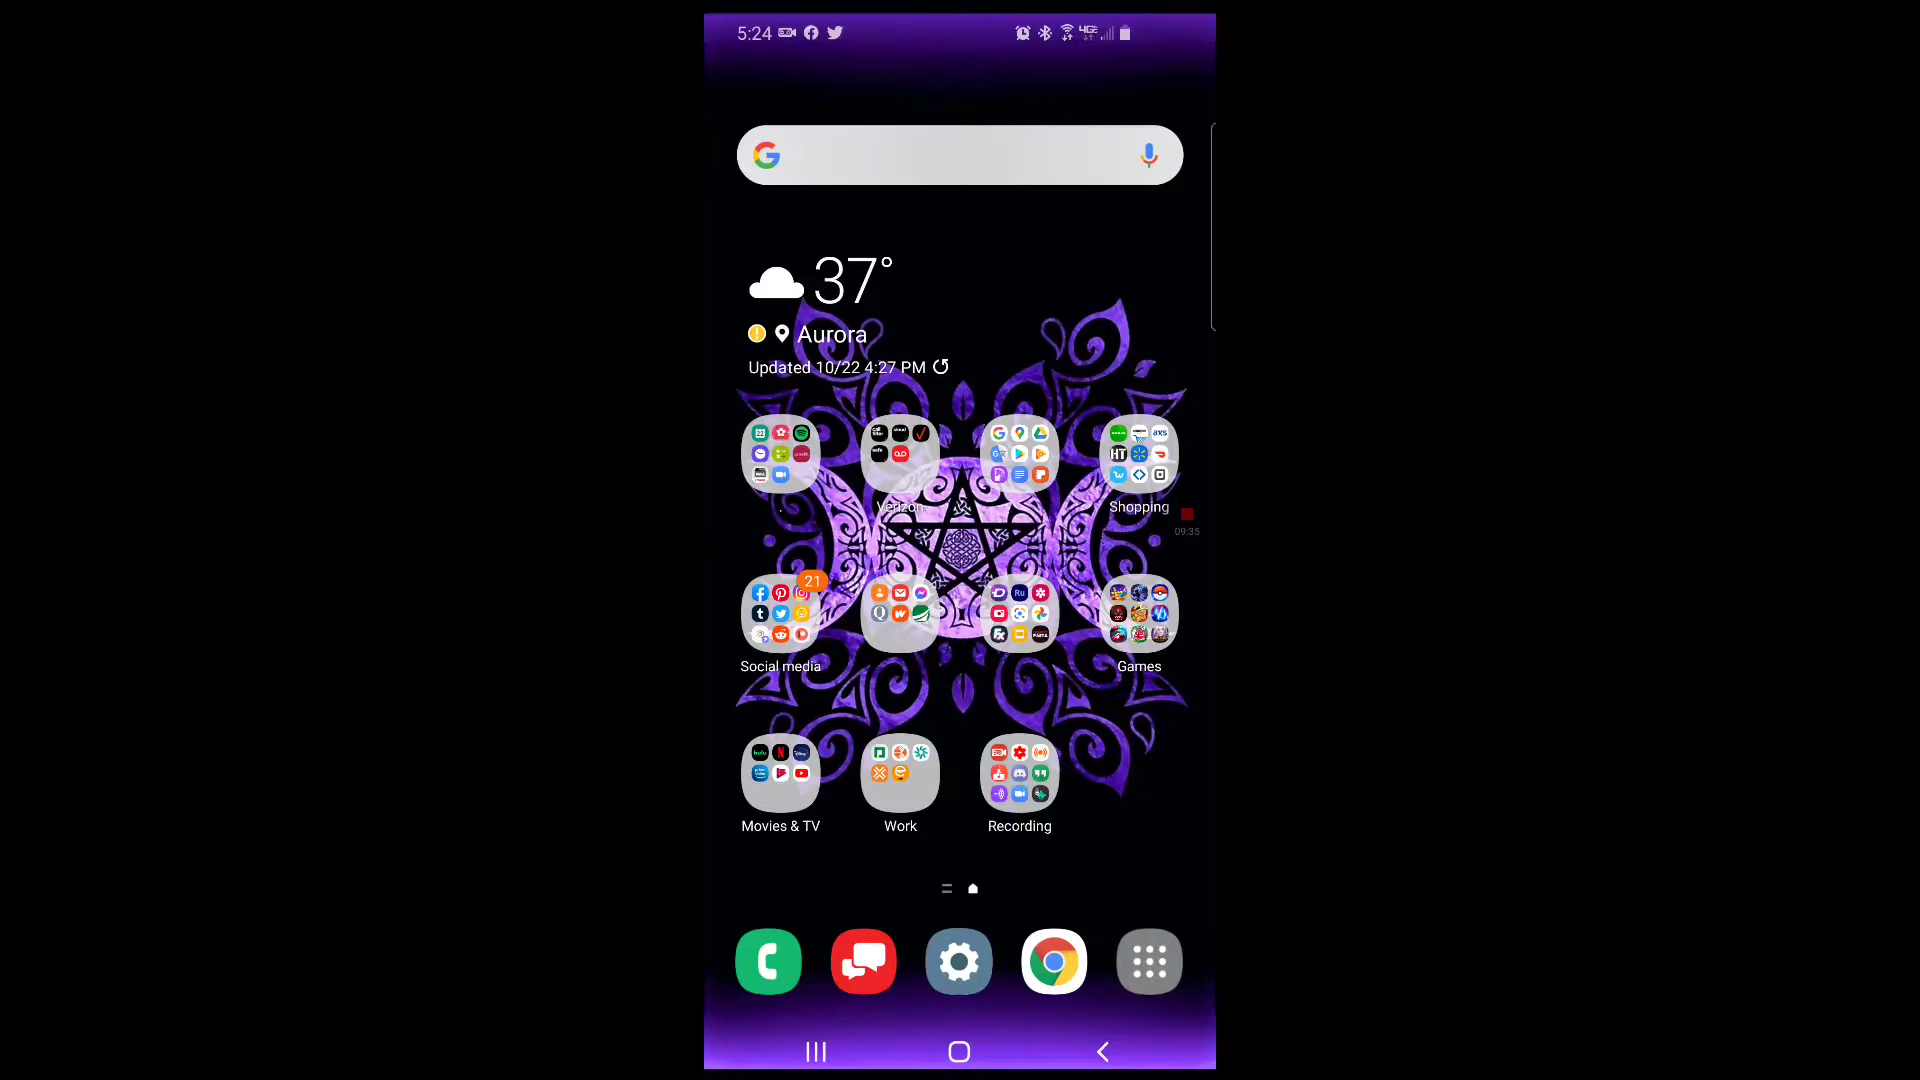 5:24
37°
Aurora
Updated 10/22 4:27 PM
Verizon
Shopping
09:35
21
Social media
Games
Movies & TV
Work
Recording